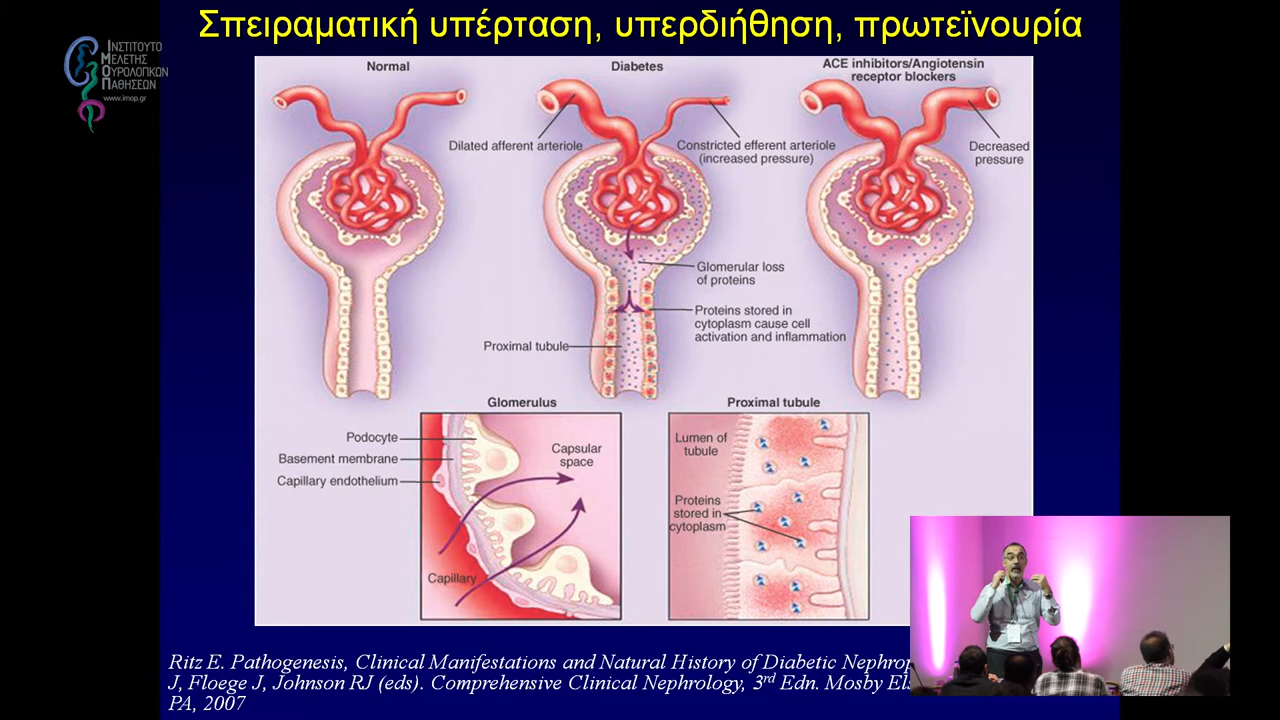 Σπειραματική υπέρταση, υπερδιήθηση, πρωτεϊνουρία
ΙΝΣΤΙΤΟΥΤΟ
ΜΕΛΕΤΗΣ
ΟΥΡΟΛΟΓΙΚΩΝ
ΠΑΘΗΣΕΩΝ
www.imop.gr
Normal
Diabetes
ACE inhibitors/Angiotensin
receptor blockers
Dilated afferent arteriole
Constricted efferent arteriole
(increased pressure)
Decreased
pressure
Glomerular loss
of proteins
Proteins stored in
cytoplasm cause cell
activation and inflammation
Proximal tubule
Glomerulus
Proximal tubule
Podocyte
Basement membrane
Capillary endothelium
Capsular
space
Capillary
Lumen of
tubule
Proteins
stored in
cytoplasm
Ritz E. Pathogenesis, Clinical Manifestations and Natural History of Diabetic
J, Floege J, Johnson RJ (eds). Comprehensive Clinical Nephrology, 3rd Edn. Mosby
PA, 2007